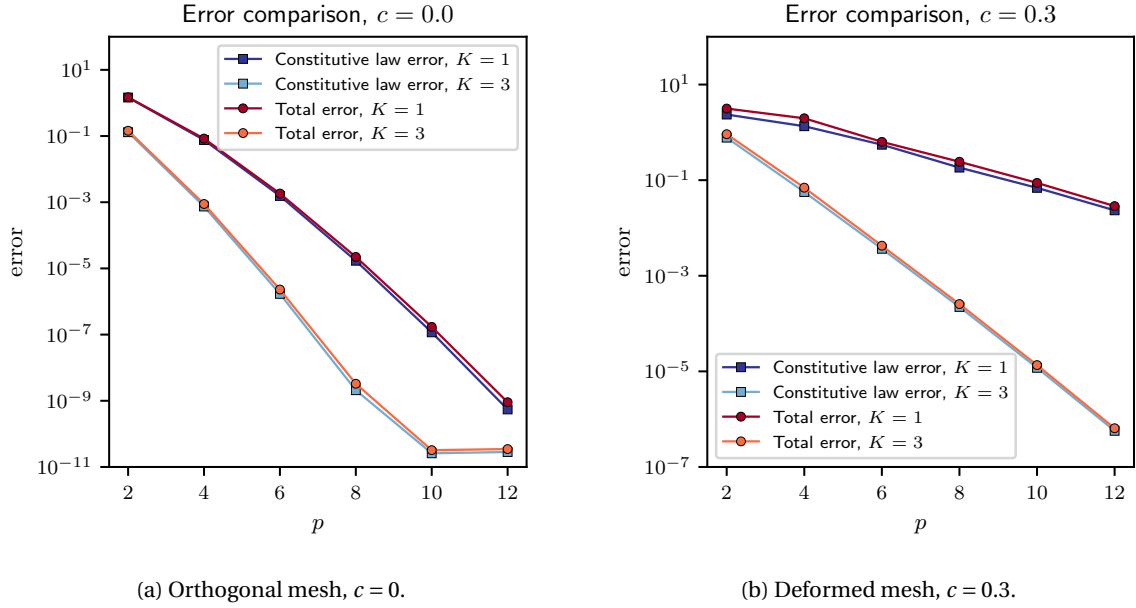 Error comparison, c = 0.0
10^1
10^-1
10^-3
10^-5
10^-7
10^-9
10^-11
error
Constitutive law error, K = 1
Constitutive law error, K = 3
Total error, K = 1
Total error, K = 3
2 4 6 8 10 12
p
(a) Orthogonal mesh, c = 0.
Error comparison, c = 0.3
10^1
10^-1
10^-3
10^-5
10^-7
error
Constitutive law error, K = 1
Constitutive law error, K = 3
Total error, K = 1
Total error, K = 3
2 4 6 8 10 12
p
(b) Deformed mesh, c = 0.3.